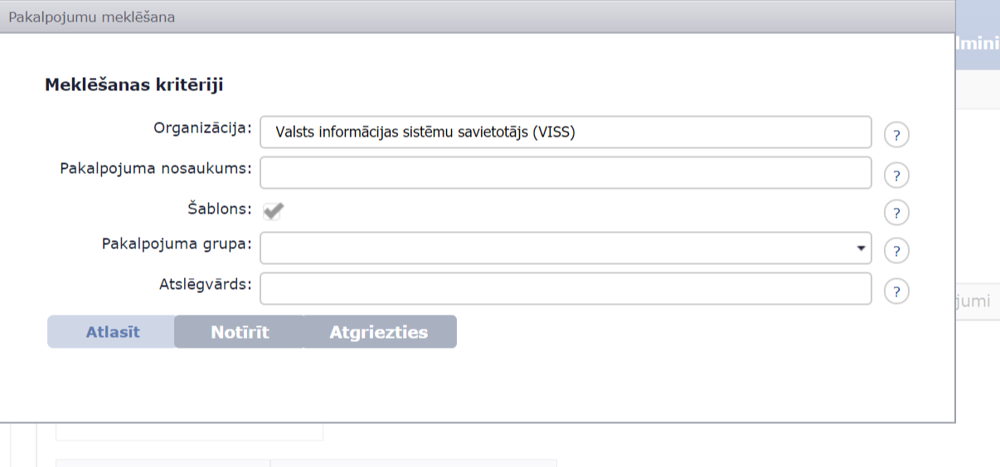 Pakalpojumu meklēšana
Meklēšanas kritēriji
Organizācija: Valsts informācijas sistēmu savietotājs (VISS) ?
Pakalpojuma nosaukums: ?
Šablons: ?
Pakalpojuma grupa: ?
Atslēgvārds: ?
Atlasīt Notīrīt Atgriezties
lmini
jumi